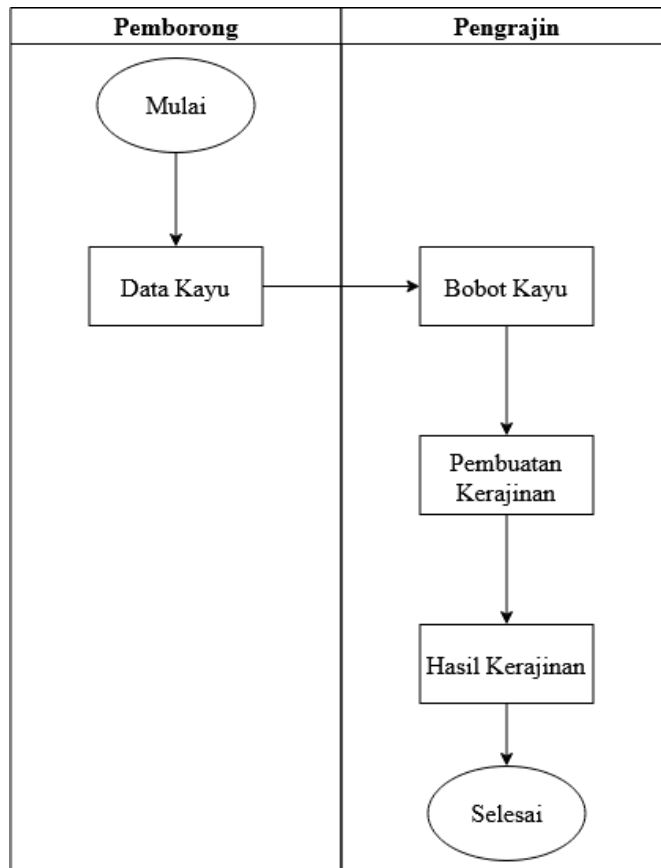 Pemborong
Pengrajin
Mulai
Data Kayu
Bobot Kayu
Pembuatan
Kerajinan
Hasil Kerajinan
Selesai